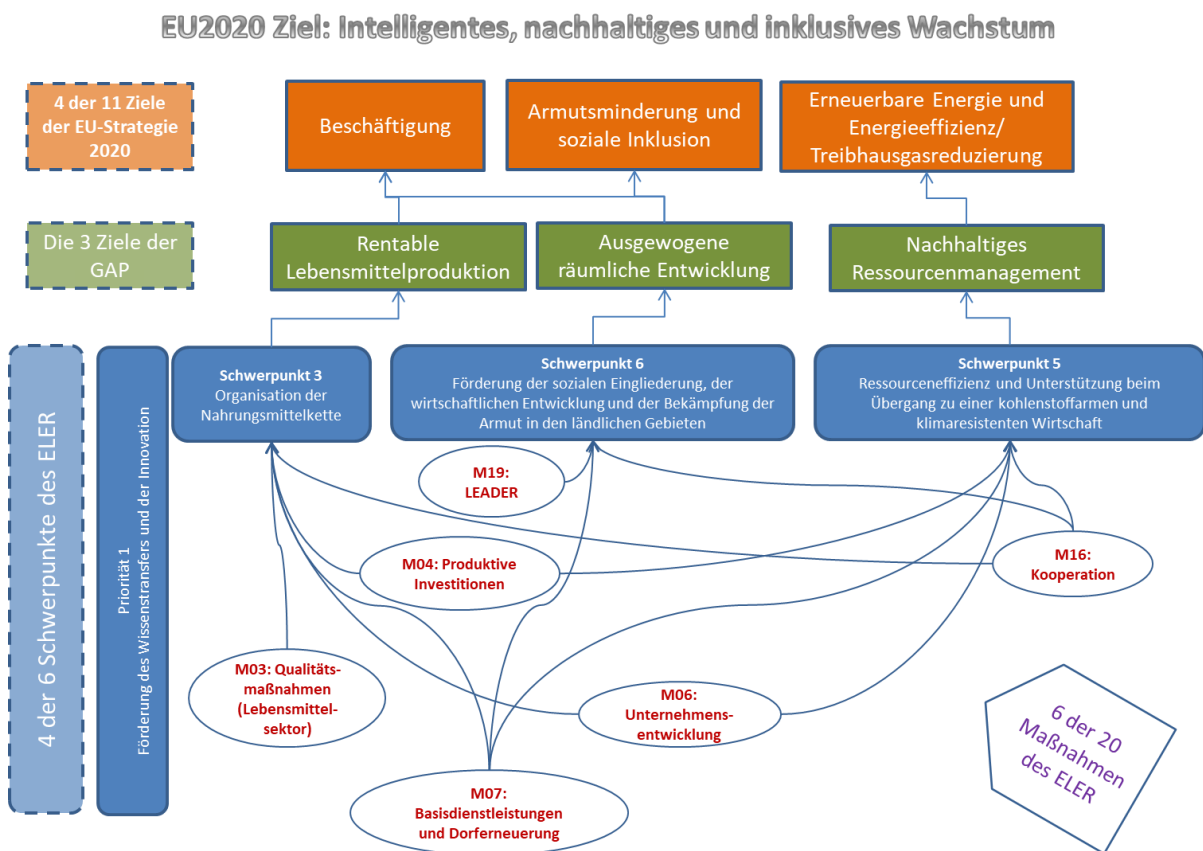 EU2020 Ziel: Intelligentes, nachhaltiges und inklusives Wachstum
4 der 11 Ziele
der EU-Strategie
2020
Beschäftigung
Armutsminderung und
soziale Inklusion
Erneuerbare Energie und
Energieeffizienz/
Treibhausgasreduzierung
Die 3 Ziele der
GAP
Rentable
Lebensmittelproduktion
Ausgewogene
räumliche Entwicklung
Nachhaltiges
Ressourcenmanagement
4 der 6 Schwerpunkte des ELER
Priorität 1
Förderung des Wissenstransfers und der Innovation
Schwerpunkt 3
Organisation der
Nahrungsmittelkette
Schwerpunkt 6
Förderung der sozialen Eingliederung, der
wirtschaftlichen Entwicklung und der Bekämpfung der
Armut in den ländlichen Gebieten
Schwerpunkt 5
Ressourceneffizienz und Unterstützung beim
Übergang zu einer kohlenstoffarmen und
klimaresistenten Wirtschaft
M19:
LEADER
M04: Produktive
Investitionen
M16:
Kooperation
M03: Qualitäts-
maßnahmen
(Lebensmittel-
sektor)
M06:
Unternehmens-
entwicklung
M07:
Basisdienstleistungen
und Dorferneuerung
6 der 20
Maßnahmen
des ELER